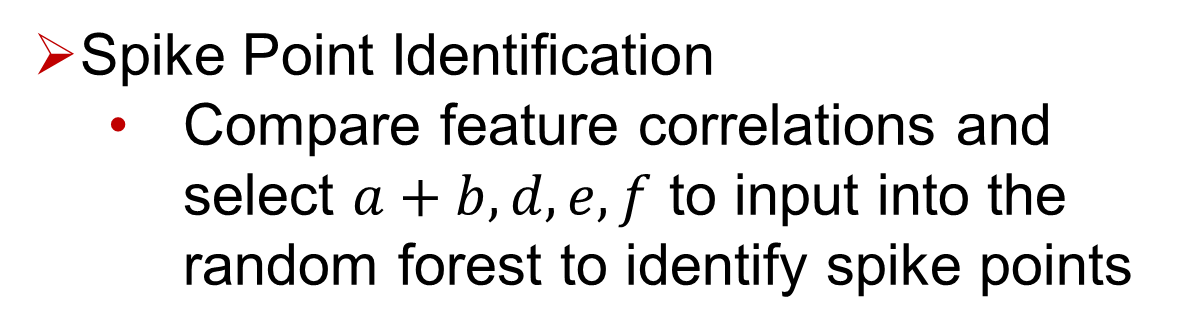 ➢Spike Point Identification
• Compare feature correlations and
select a + b, d, e, f to input into the
random forest to identify spike points